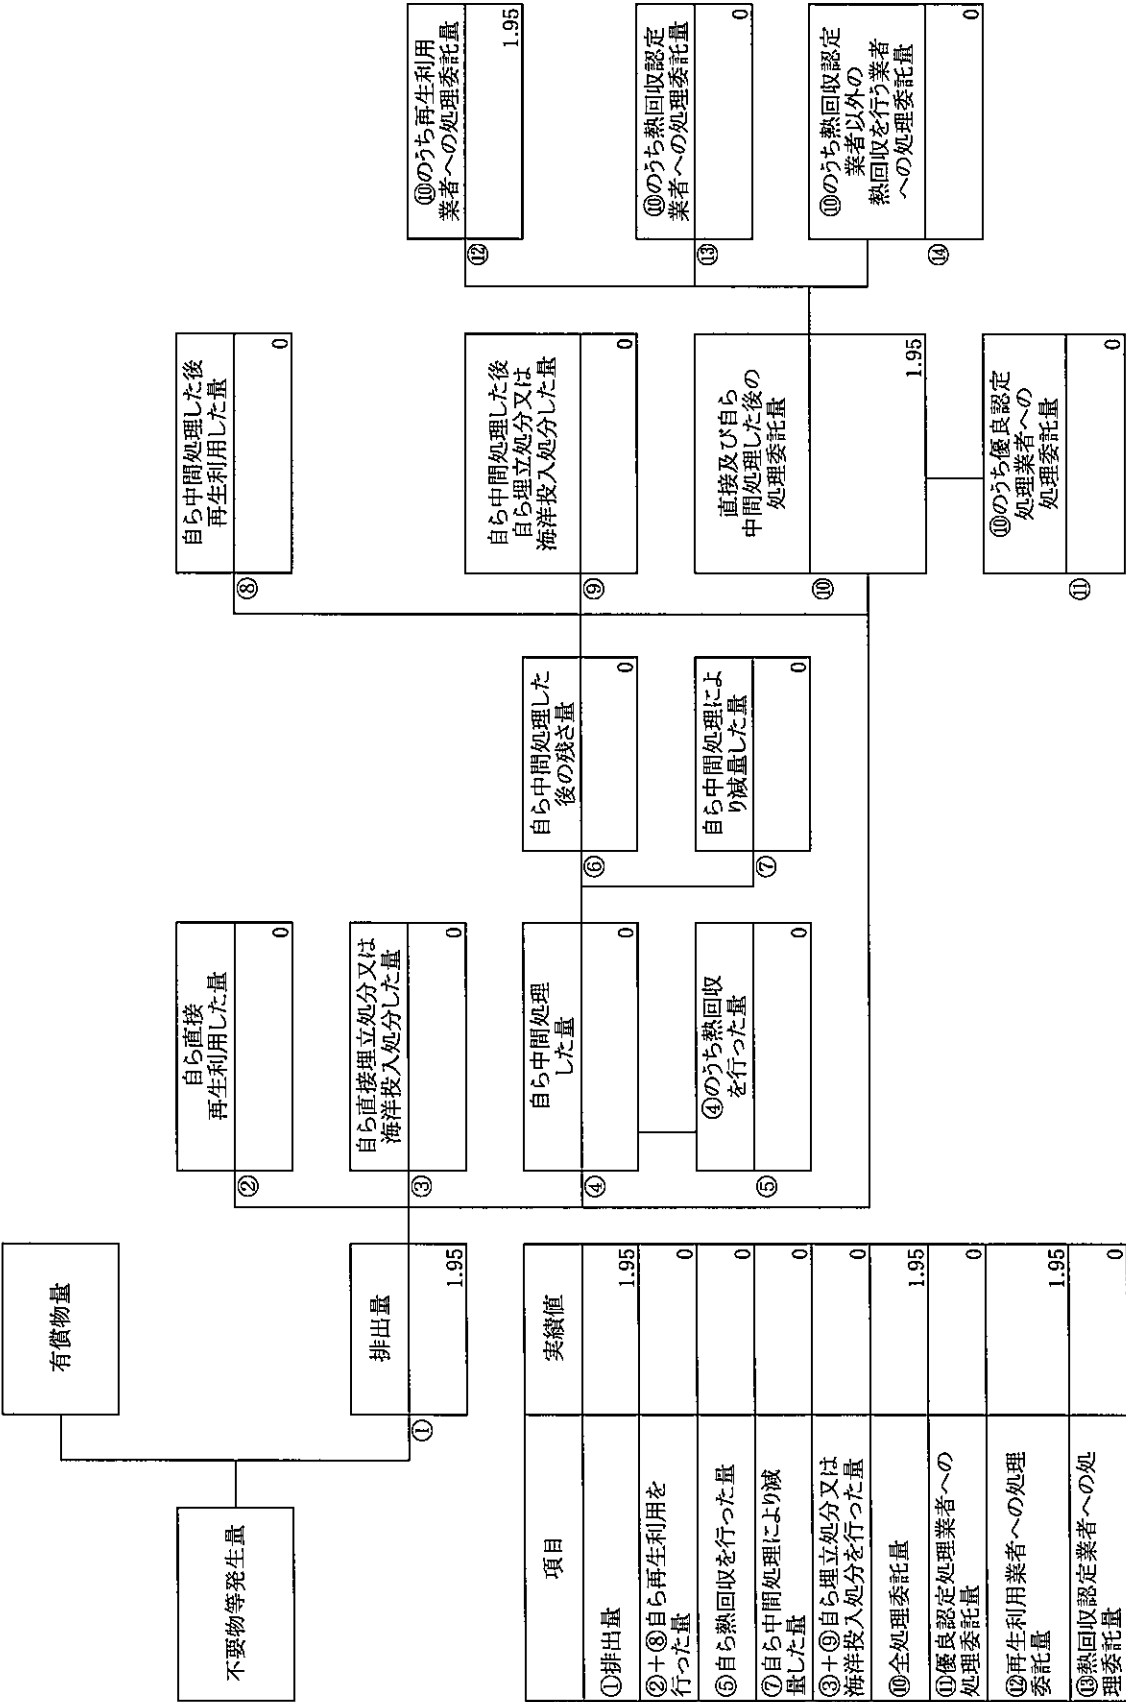 不要物等発生量
有償物量
①
排出量
1.95
②
自ら直接
再生利用した量
0
③
自ら直接埋立処分又は
海洋投入処分した量
0
④
自ら中間処理
した量
0
⑤
④のうち熱回収
を行った量
0
⑥
自ら中間処理した
後の残さ量
0
⑦
自ら中間処理によ
り減量した量
0
⑧
自ら中間処理した後
再生利用した量
0
⑨
自ら中間処理した後
自ら埋立処分又は
海洋投入処分した量
0
⑩
直接及び自ら
中間処理した後の
処理委託量
1.95
⑪
⑩のうち優良認定
処理業者への
処理委託量
0
⑫
⑩のうち再生利用
業者への処理委託量
1.95
⑬
⑩のうち熱回収認定
業者への処理委託量
0
⑭
⑩のうち熱回収認定
業者以外の
熱回収を行う業者
への処理委託量
0
項目
実績値
①排出量
1.95
②+⑧自ら再生利用を
行った量
0
⑤自ら熱回収を行った量
0
⑦自ら中間処理により減
量した量
0
③+⑨自ら埋立処分又は
海洋投入処分を行った量
0
⑩全処理委託量
1.95
⑪優良認定処理業者への
処理委託量
0
⑫再生利用業者への処理
委託量
1.95
⑬熱回収認定業者への処
理委託量
0